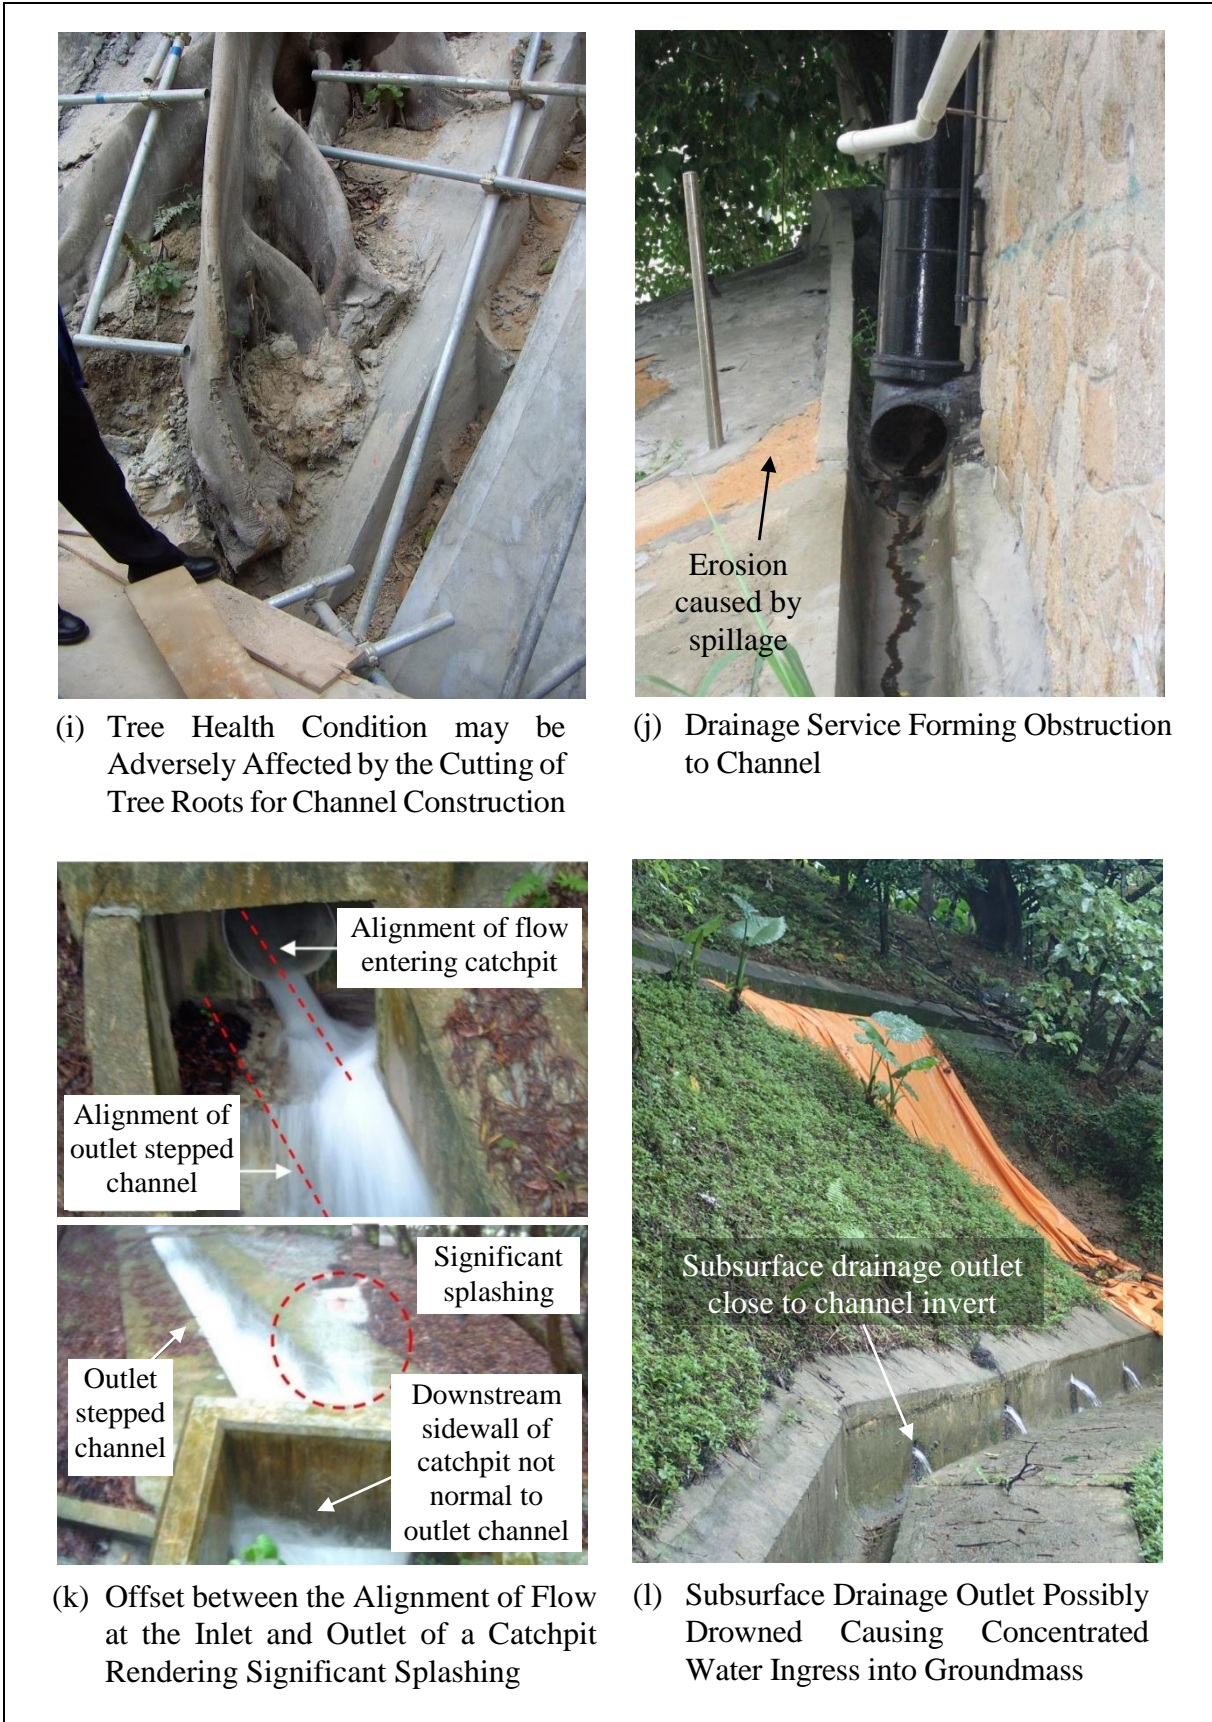 Erosion
caused by
spillage
(i) Tree Health Condition may be
Adversely Affected by the Cutting of
Tree Roots for Channel Construction
(j) Drainage Service Forming Obstruction
to Channel
Alignment of flow
entering catchpit
Alignment of
outlet stepped
channel
Significant
splashing
Outlet
stepped
channel
Downstream
sidewall of
catchpit not
normal to
outlet channel
Subsurface drainage outlet
close to channel invert
(k) Offset between the Alignment of Flow
at the Inlet and Outlet of a Catchpit
Rendering Significant Splashing
(l) Subsurface Drainage Outlet Possibly
Drowned Causing Concentrated
Water Ingress into Groundmass